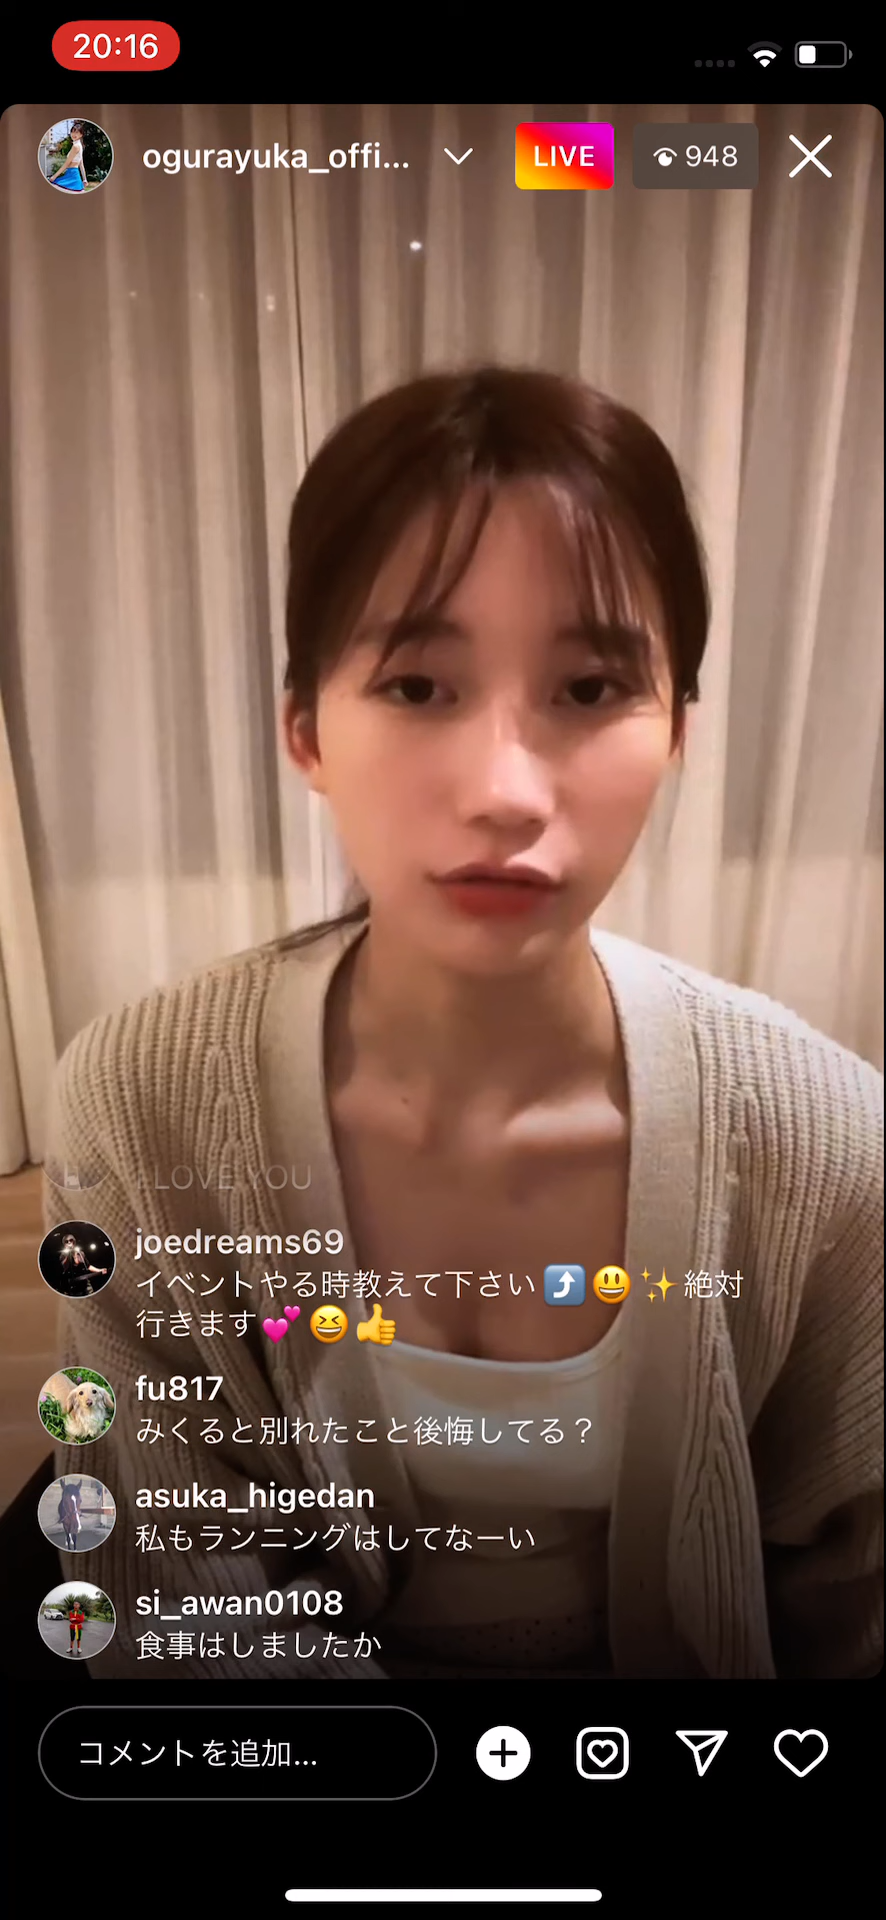 20:16
ogurayuka_offi...
LIVE
948
I LOVE YOU
joedreams69
イベントやる時教えて下さい⤴️😃✨絶対
行きます💕😆👍
fu817
みくると別れたこと後悔してる？
asuka_higedan
私もランニングはしてなーい
si_awan0108
食事はしましたか
コメントを追加...